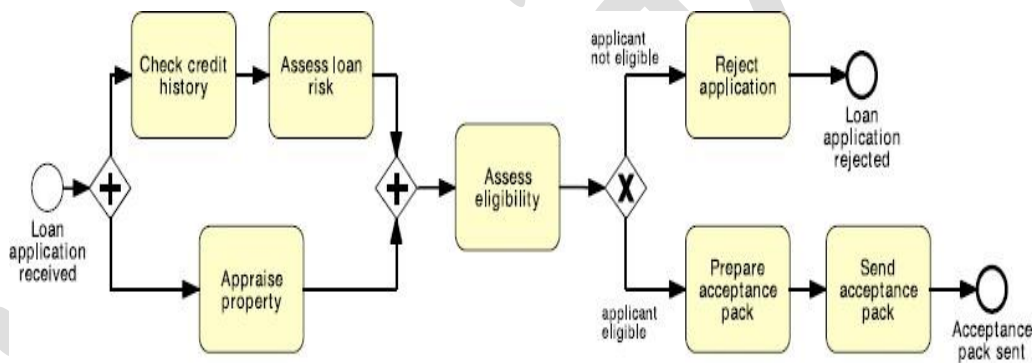 Loan
application
received
Check credit
history
Assess loan
risk
Appraise
property
Assess
eligibility
applicant
not eligible
Reject
application
Loan
application
rejected
applicant
eligible
Prepare
acceptance
pack
Send
acceptance
pack
Acceptance
pack sent